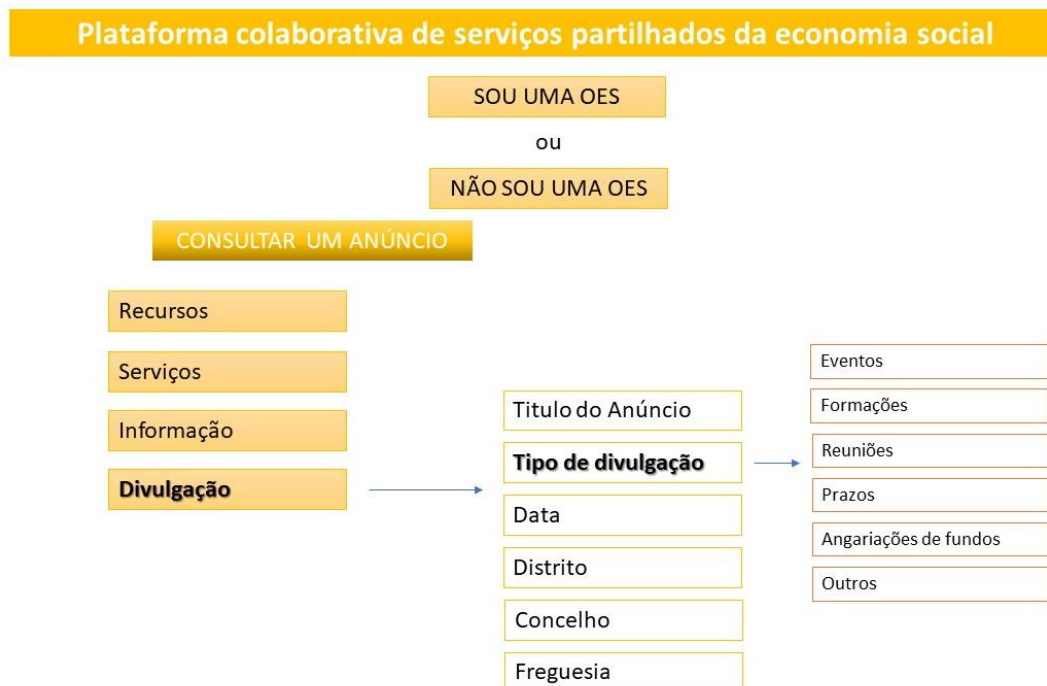 Plataforma colaborativa de serviços partilhados da economia social
SOU UMA OES
ou
NÃO SOU UMA OES
CONSULTAR UM ANÚNCIO
Recursos
Serviços
Informação
Divulgação
Titulo do Anúncio
Tipo de divulgação
Data
Distrito
Concelho
Freguesia
Eventos
Formações
Reuniões
Prazos
Angariações de fundos
Outros